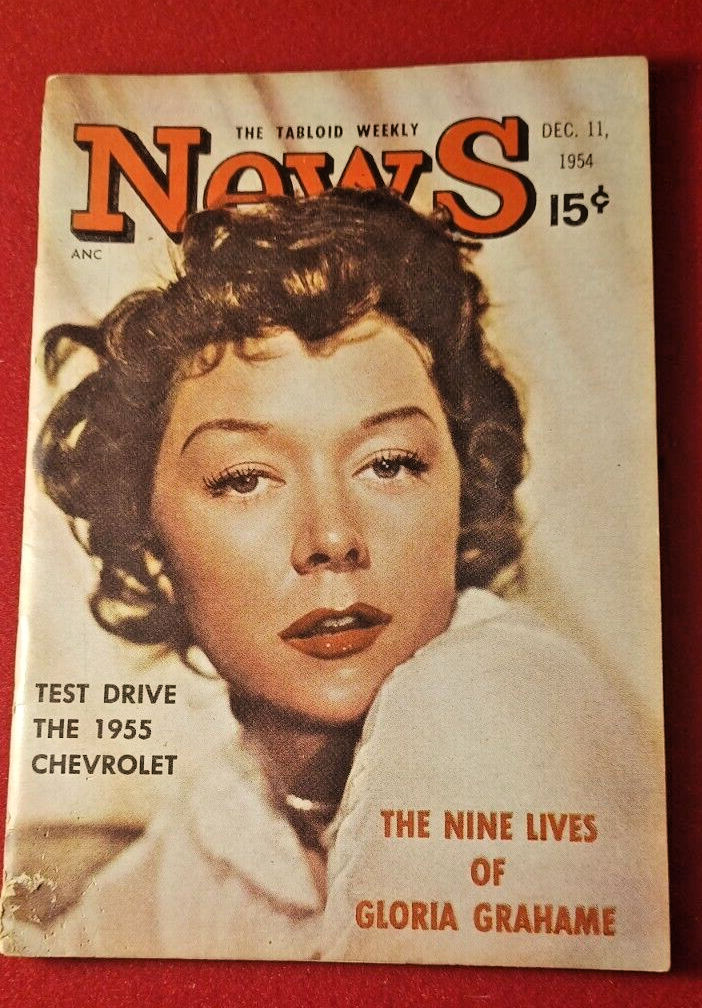 THE TABLOID WEEKLY
NewS
DEC. 11,
1954
15¢
ANC
TEST DRIVE
THE 1955
CHEVROLET
THE NINE LIVES
OF
GLORIA GRAHAME